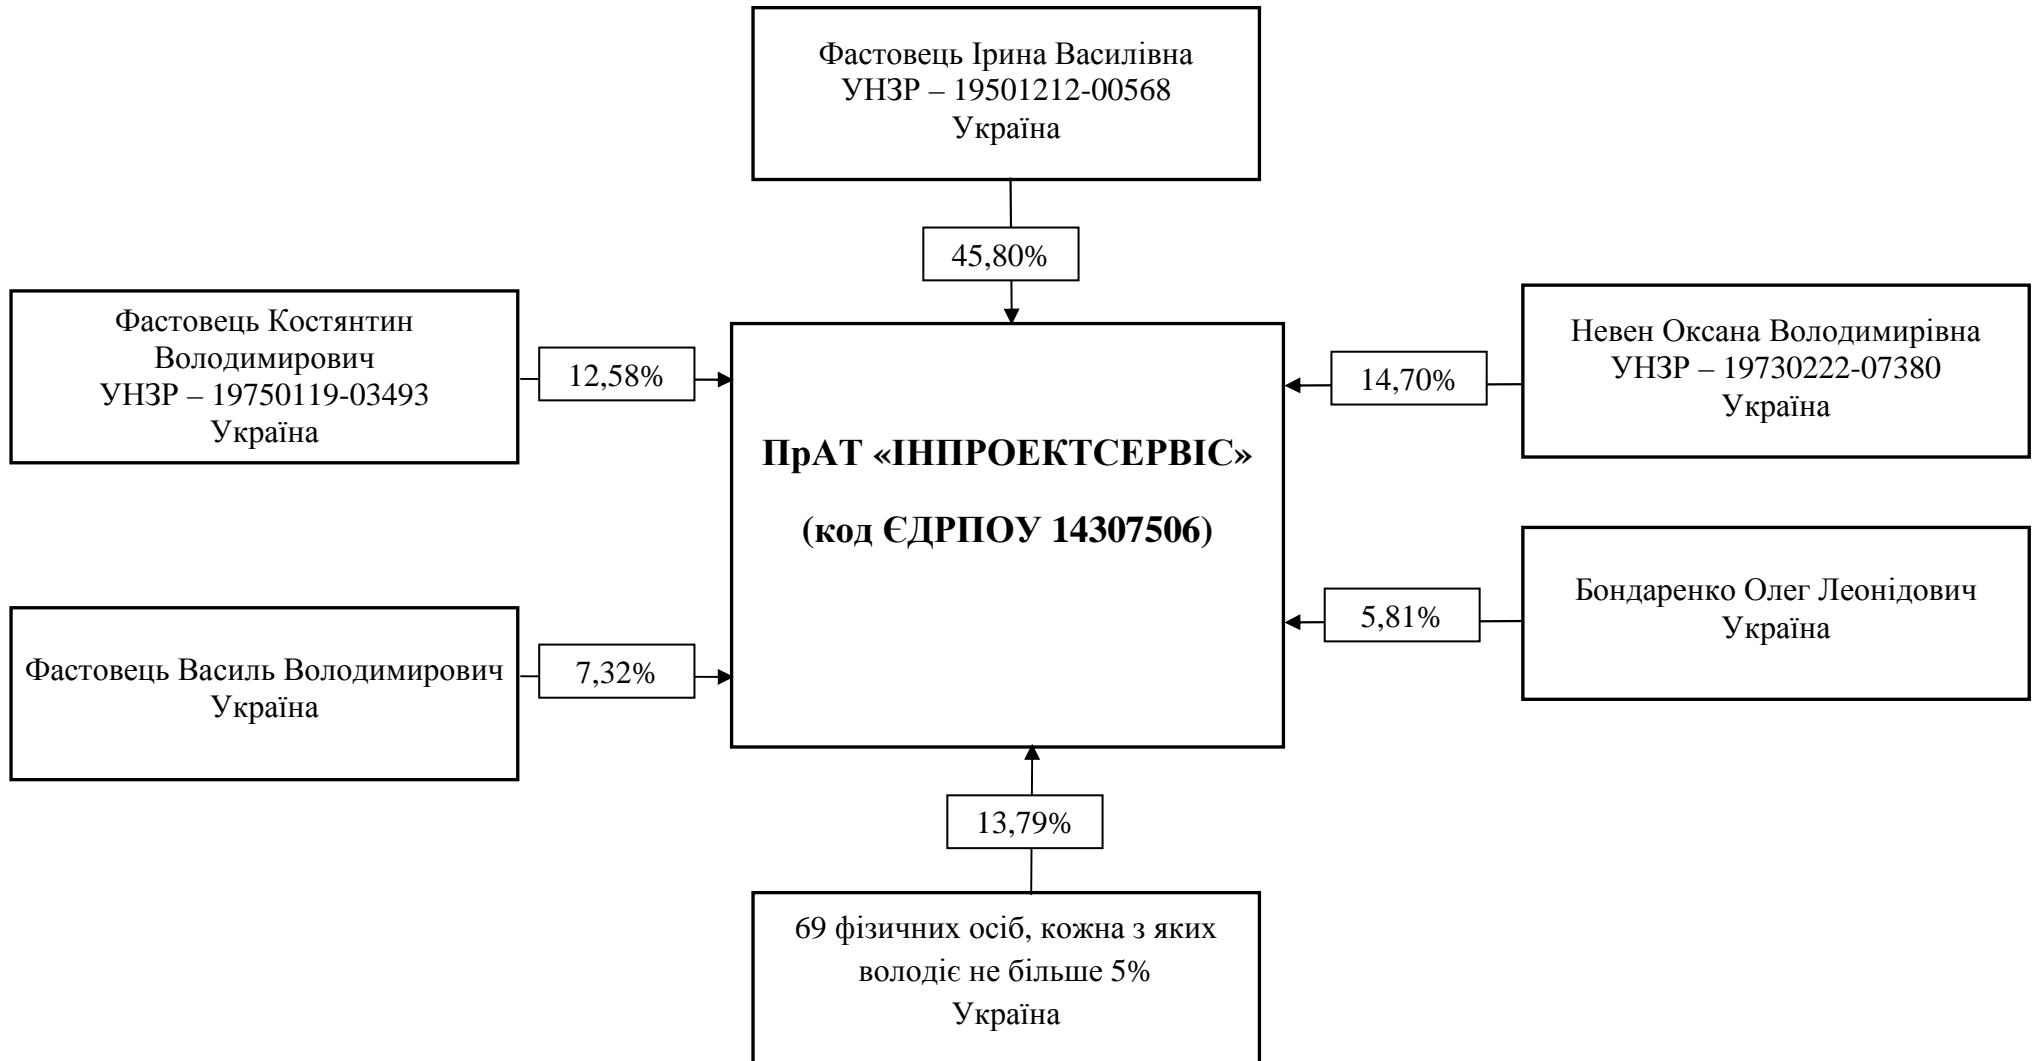 Фастовець Ірина Василівна
УНЗР – 19501212-00568
Україна
45,80%
Фастовець Костянтин
Володимирович
УНЗР – 19750119-03493
Україна
12,58%
ПрАТ «ІНПРОЕКТСЕРВІС»
(код ЄДРПОУ 14307506)
14,70%
Невен Оксана Володимирівна
УНЗР – 19730222-07380
Україна
Фастовець Василь Володимирович
Україна
7,32%
5,81%
Бондаренко Олег Леонідович
Україна
13,79%
69 фізичних осіб, кожна з яких
володіє не більше 5%
Україна